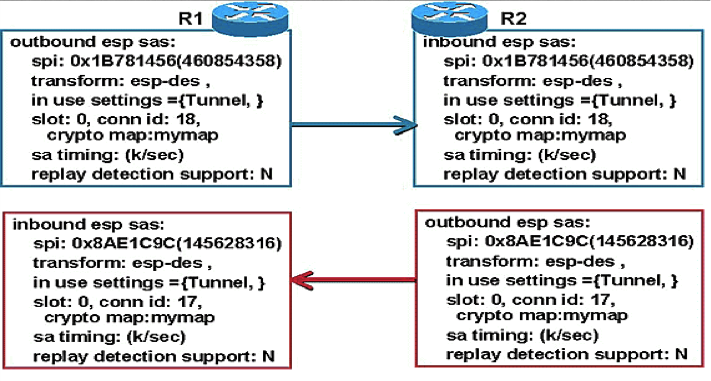 R1
R2
outbound esp sas:
spi: 0x1B781456(460854358)
transform: esp-des ,
in use settings ={Tunnel, }
slot: 0, conn id: 18,
crypto map:mymap
sa timing: (k/sec)
replay detection support: N
inbound esp sas:
spi: 0x1B781456(460854358)
transform: esp-des ,
in use settings ={Tunnel, }
slot: 0, conn id: 18,
crypto map:mymap
sa timing: (k/sec)
replay detection support: N
inbound esp sas:
spi: 0x8AE1C9C(145628316)
transform: esp-des ,
in use settings ={Tunnel, }
slot: 0, conn id: 17,
crypto map:mymap
sa timing: (k/sec)
replay detection support: N
outbound esp sas:
spi: 0x8AE1C9C(145628316)
transform: esp-des ,
in use settings ={Tunnel, }
slot: 0, conn id: 17,
crypto map:mymap
sa timing: (k/sec)
replay detection support: N